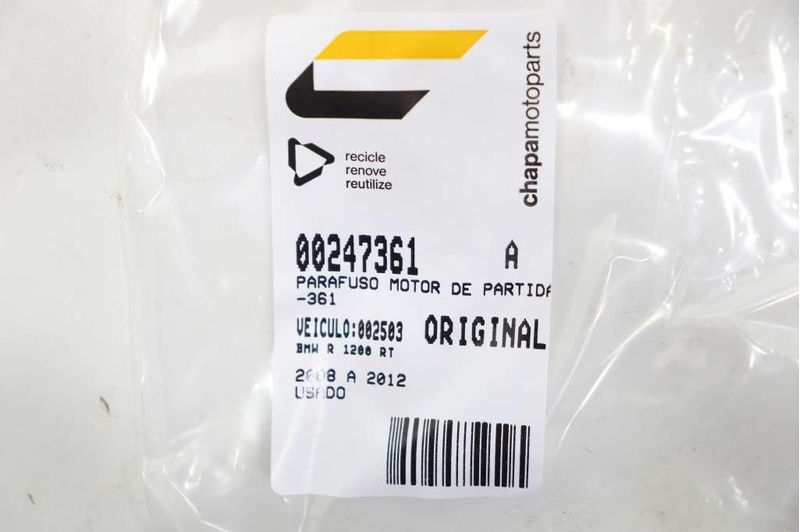 chapamotoparts
recicle
renove
reutilize
00247361 A
PARAFUSO MOTOR DE PARTIDA
-361
VEICULO:002503 ORIGINAL
BMW R 1200 RT
2008 A 2012
USADO